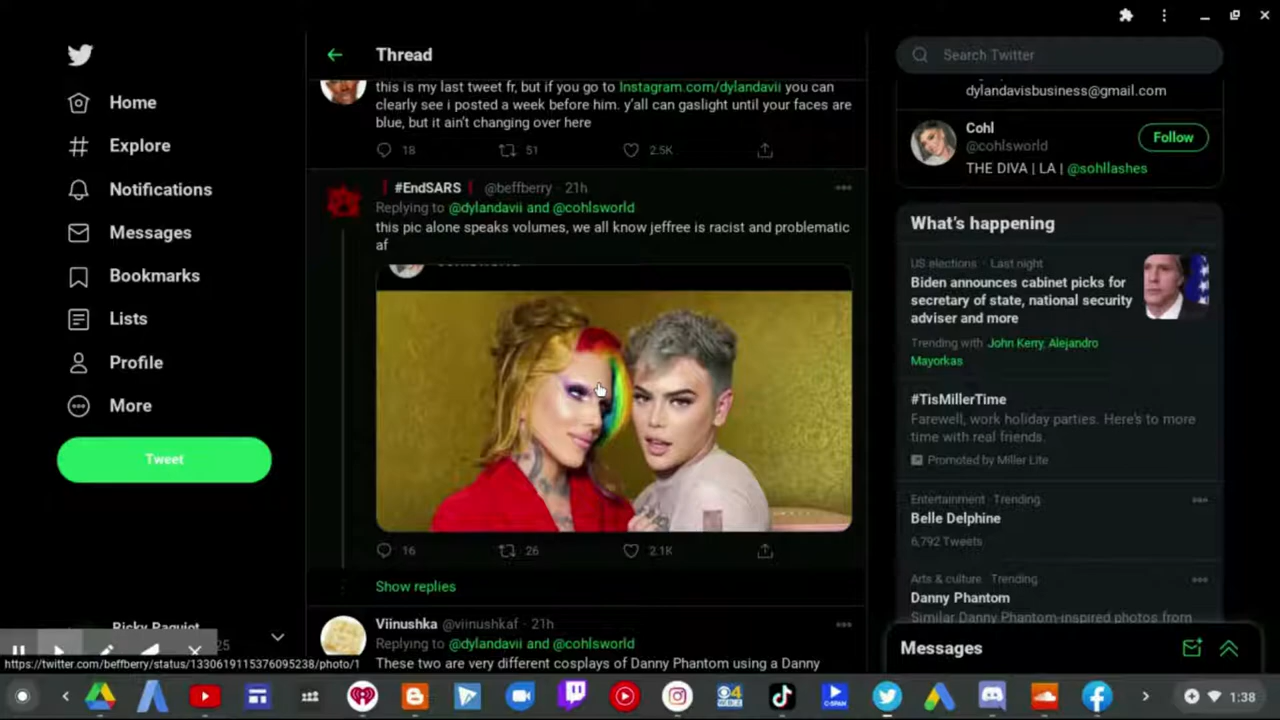 Home
Explore
Notifications
Messages
Bookmarks
Lists
Profile
More
Tweet
Thread
this is my last tweet fr, but if you go to Instagram.com/dylandavii you can
clearly see i posted a week before him. y'all can gaslight until your faces are
blue, but it ain't changing over here
18 51 2.5K
#EndSARS @beffberry · 21h
Replying to @dylandavii and @cohlsworld
this pic alone speaks volumes, we all know jeffree is racist and problematic
af
16 26 2.1K
Show replies
Viinushka @viinushkaf · 21h
Replying to @dylandavii and @cohlsworld
These two are very different cosplays of Danny Phantom using a Danny
Search Twitter
dylandavisbusiness@gmail.com
Cohl
@cohlsworld
Follow
THE DIVA | LA | @sohllashes
What's happening
US elections · Last night
Biden announces cabinet picks for
secretary of state, national security
adviser and more
Trending with John Kerry, Alejandro
Mayorkas
#TisMillerTime
Farewell, work holiday parties. Here's to more
time with real friends.
Promoted by Miller Lite
Entertainment · Trending
Belle Delphine
6,792 Tweets
Arts & culture · Trending
Danny Phantom
Similar Danny Phantom-inspired photos from
Messages
https://twitter.com/beffberry/status/1330619115376095238/photo/1
1:38